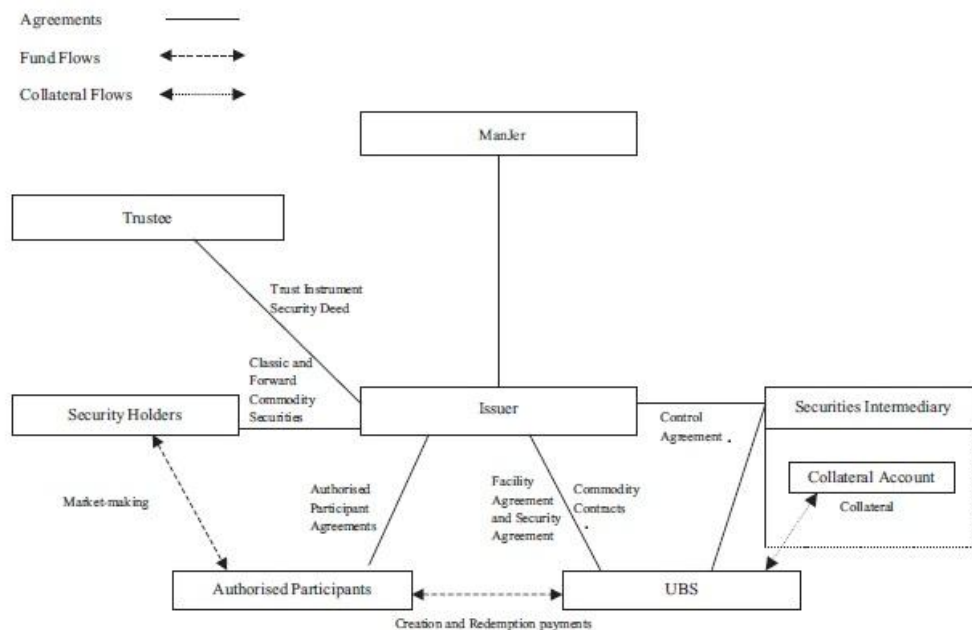 Agreements
Fund Flows
Collateral Flows
ManJer
Trustee
Trust Instrument
Security Deed
Classic and
Forward
Commodity
Securities
Security Holders
Issuer
Securities Intermediary
Control
Agreement
Collateral Account
Collateral
Market-making
Authorised
Participant
Agreements
Facility
Agreement
and Security
Agreement
Commodity
Contracts
Authorised Participants
UBS
Creation and Redemption payments